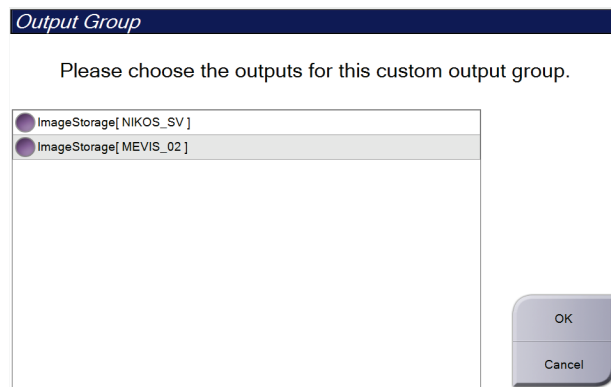 Output Group
Please choose the outputs for this custom output group.
ImageStorage[ NIKOS_SV ]
ImageStorage[ MEVIS_02 ]
OK
Cancel